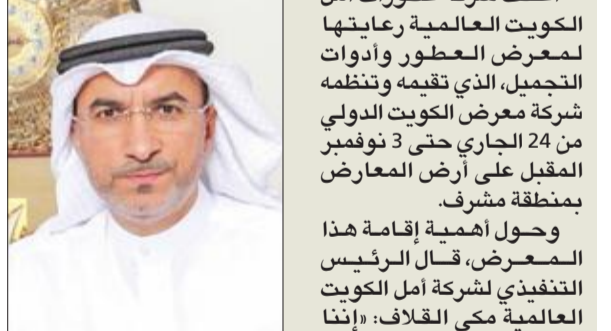 الكويت العالمية رعايتها
لمعرض العطور وأدوات
التجميل، الذي تقيمه وتنظمه
شركة معرض الكويت الدولي
من 24 الجاري حتى 3 نوفمبر
المقبل على أرض المعارض
بمنطقة مشرف.
وحول أهمية إقامة هذا
المعرض، قال الرئيس
التنفيذي لشركة أمل الكويت
العالمية مكي القلاف: «إننا